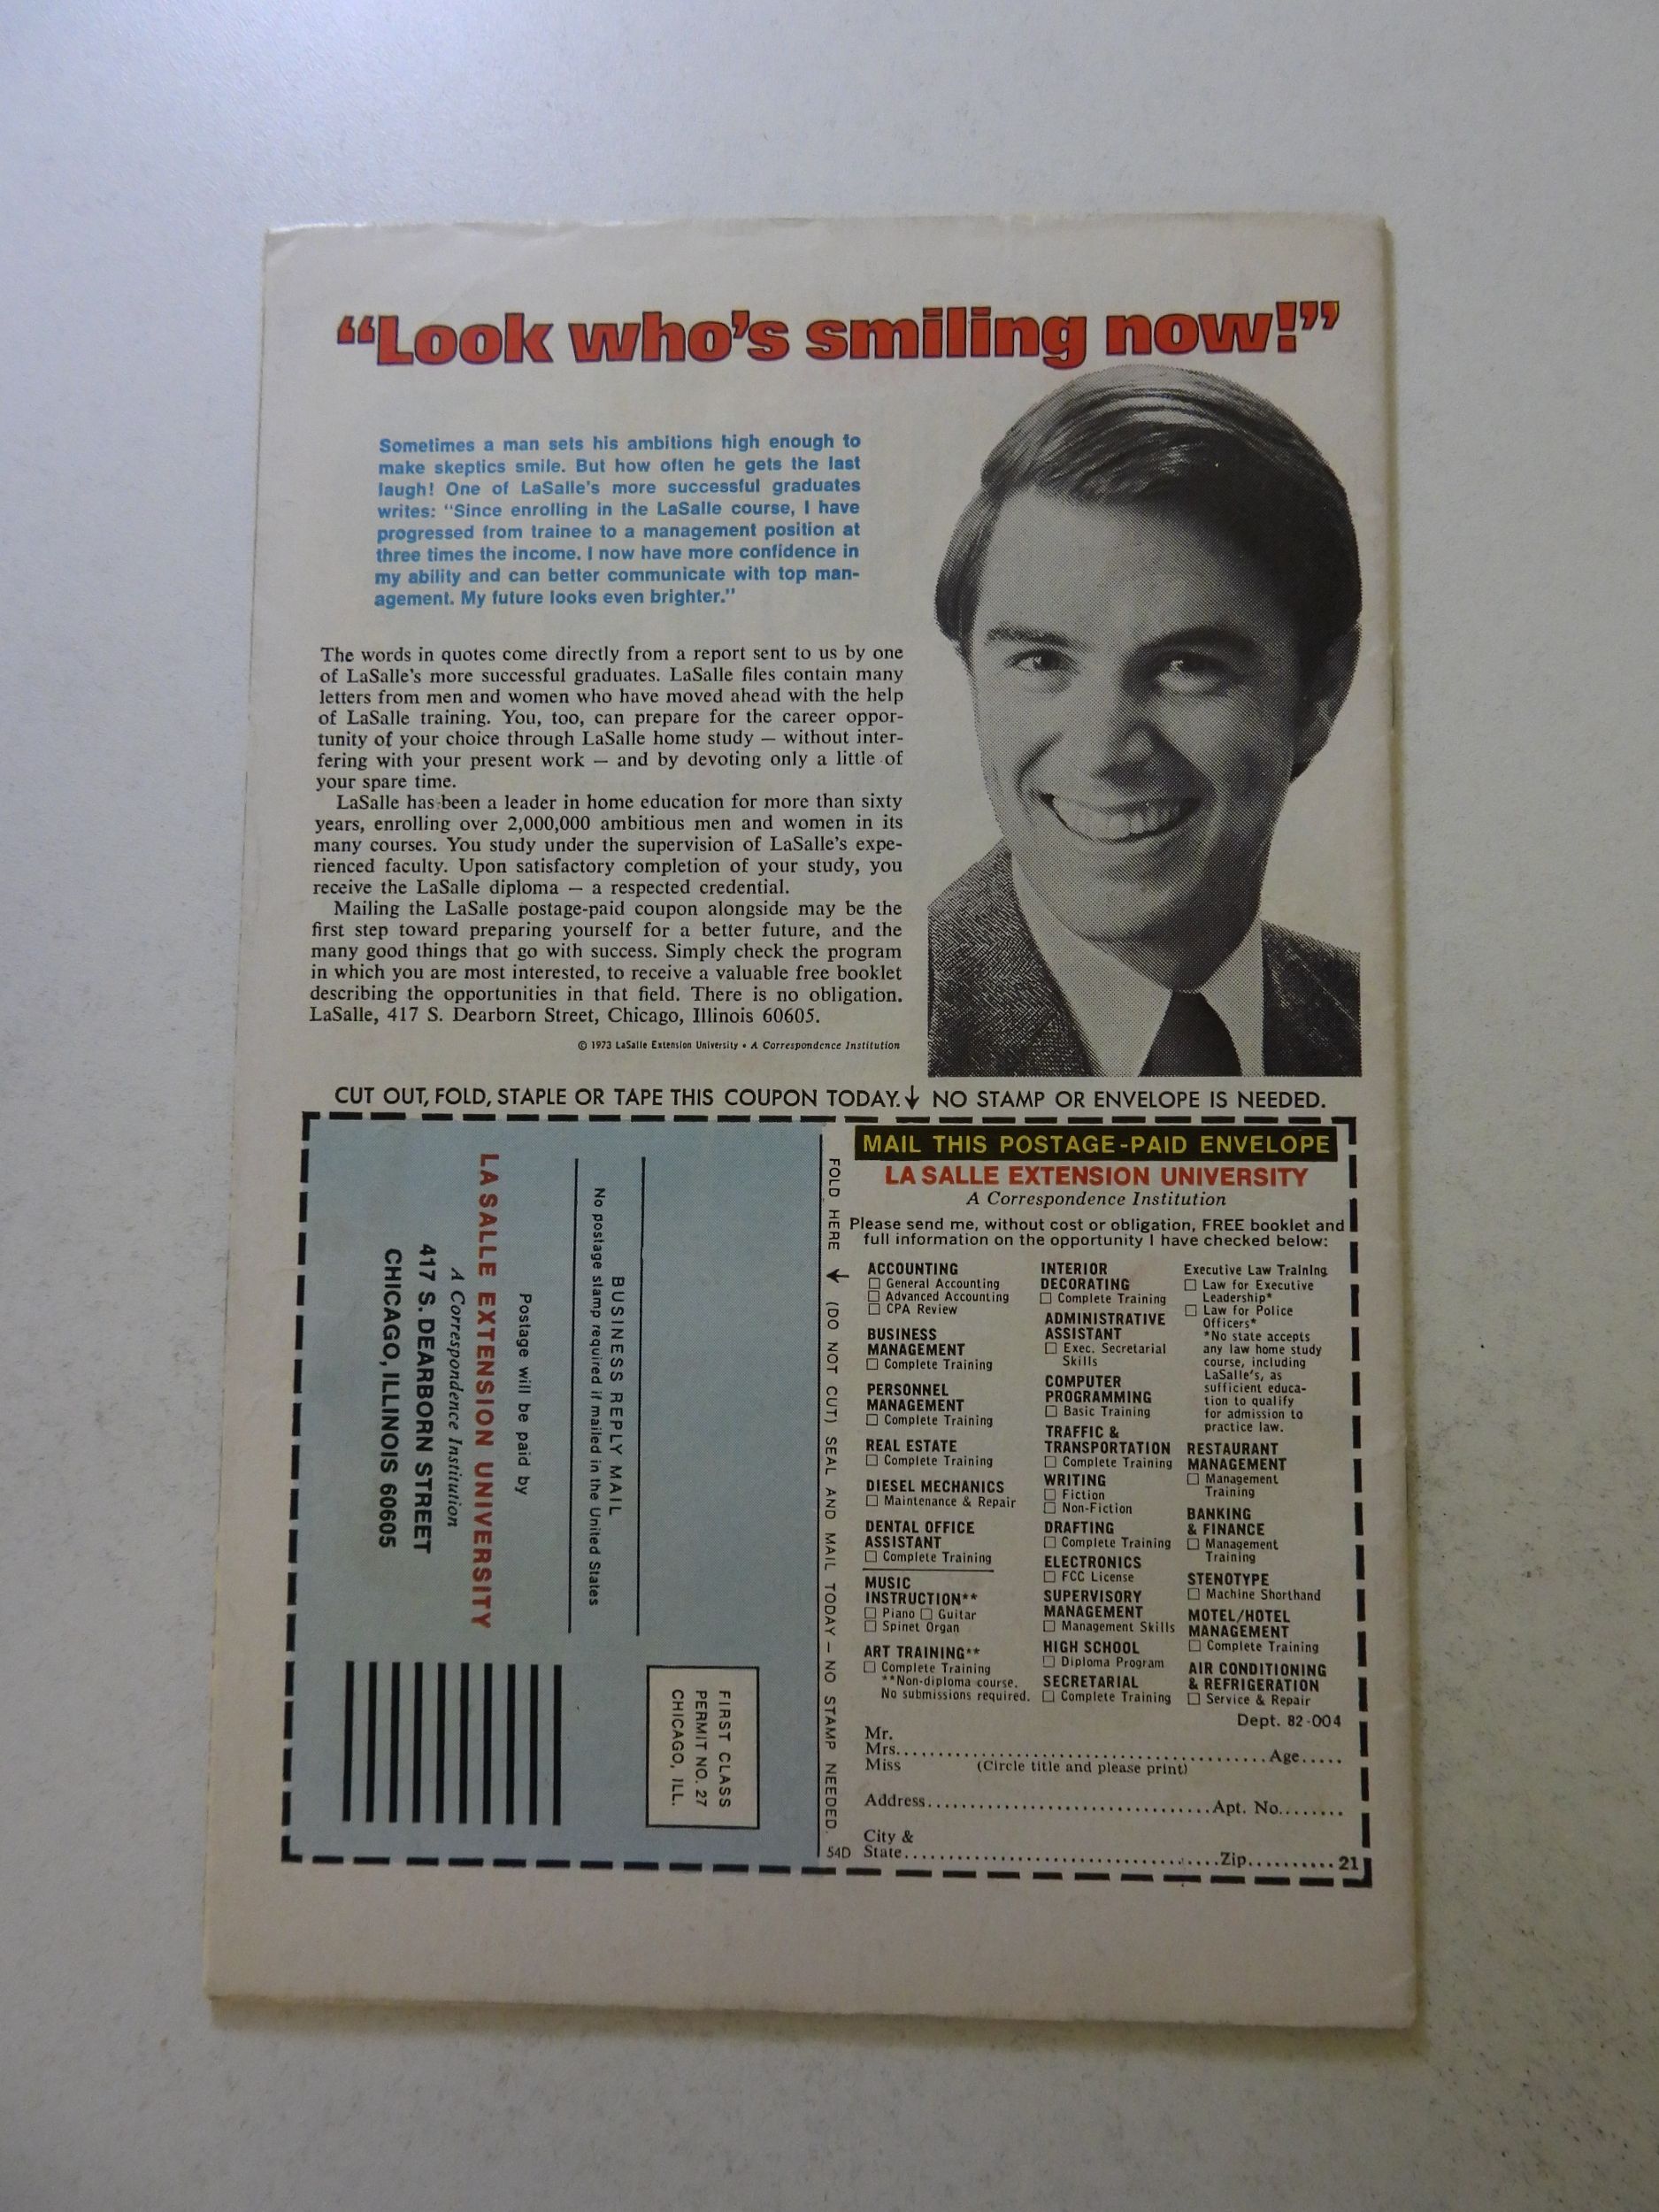 “Look who’s smiling now!”
Sometimes a man sets his ambitions high enough to
make skeptics smile. But how often he gets the last
laugh! One of LaSalle’s more successful graduates
writes: “Since enrolling in the LaSalle course, I have
progressed from trainee to a management position at
three times the income. I now have more confidence in
my ability and can better communicate with top man-
agement. My future looks even brighter.”
The words in quotes come directly from a report sent to us by one
of LaSalle’s more successful graduates. LaSalle files contain many
letters from men and women who have moved ahead with the help
of LaSalle training. You, too, can prepare for the career oppor-
tunity of your choice through LaSalle home study — without inter-
fering with your present work — and by devoting only a little of
your spare time.
LaSalle has been a leader in home education for more than sixty
years, enrolling over 2,000,000 ambitious men and women in its
many courses. You study under the supervision of LaSalle’s expe-
rienced faculty. Upon satisfactory completion of your study, you
receive the LaSalle diploma — a respected credential.
Mailing the LaSalle postage-paid coupon alongside may be the
first step toward preparing yourself for a better future, and the
many good things that go with success. Simply check the program
in which you are most interested, to receive a valuable free booklet
describing the opportunities in that field. There is no obligation.
LaSalle, 417 S. Dearborn Street, Chicago, Illinois 60605.
© 1973 LaSalle Extension University • A Correspondence Institution
CUT OUT, FOLD, STAPLE OR TAPE THIS COUPON TODAY.↓ NO STAMP OR ENVELOPE IS NEEDED.
FIRST CLASS
PERMIT NO. 27
CHICAGO, ILL.
BUSINESS REPLY MAIL
No postage stamp required if mailed in the United States
Postage will be paid by
LA SALLE EXTENSION UNIVERSITY
A Correspondence Institution
417 S. DEARBORN STREET
CHICAGO, ILLINOIS 60605
FOLD HERE ↓ (DO NOT CUT) SEAL AND MAIL TODAY — NO STAMP NEEDED.
54D
MAIL THIS POSTAGE-PAID ENVELOPE
LA SALLE EXTENSION UNIVERSITY
A Correspondence Institution
Please send me, without cost or obligation, FREE booklet and
full information on the opportunity I have checked below:
ACCOUNTING
☐ General Accounting
☐ Advanced Accounting
☐ CPA Review
BUSINESS
MANAGEMENT
☐ Complete Training
PERSONNEL
MANAGEMENT
☐ Complete Training
REAL ESTATE
☐ Complete Training
DIESEL MECHANICS
☐ Maintenance & Repair
DENTAL OFFICE
ASSISTANT
☐ Complete Training
MUSIC
INSTRUCTION**
☐ Piano ☐ Guitar
☐ Spinet Organ
ART TRAINING**
☐ Complete Training
**Non-diploma course.
No submissions required.
INTERIOR
DECORATING
☐ Complete Training
ADMINISTRATIVE
ASSISTANT
☐ Exec. Secretarial
Skills
COMPUTER
PROGRAMMING
☐ Basic Training
TRAFFIC &
TRANSPORTATION
☐ Complete Training
WRITING
☐ Fiction
☐ Non-Fiction
DRAFTING
☐ Complete Training
ELECTRONICS
☐ FCC License
SUPERVISORY
MANAGEMENT
☐ Management Skills
HIGH SCHOOL
☐ Diploma Program
SECRETARIAL
☐ Complete Training
Executive Law Training
☐ Law for Executive
Leadership*
☐ Law for Police
Officers*
*No state accepts
any law home study
course, including
LaSalle’s, as
sufficient educa-
tion to qualify
for admission to
practice law.
RESTAURANT
MANAGEMENT
☐ Management
Training
BANKING
& FINANCE
☐ Management
Training
STENOTYPE
☐ Machine Shorthand
MOTEL/HOTEL
MANAGEMENT
☐ Complete Training
AIR CONDITIONING
& REFRIGERATION
☐ Service & Repair
Dept. 82-004
Mr.
Mrs. Age
Miss (Circle title and please print)
Address Apt. No.
City &
State Zip 21